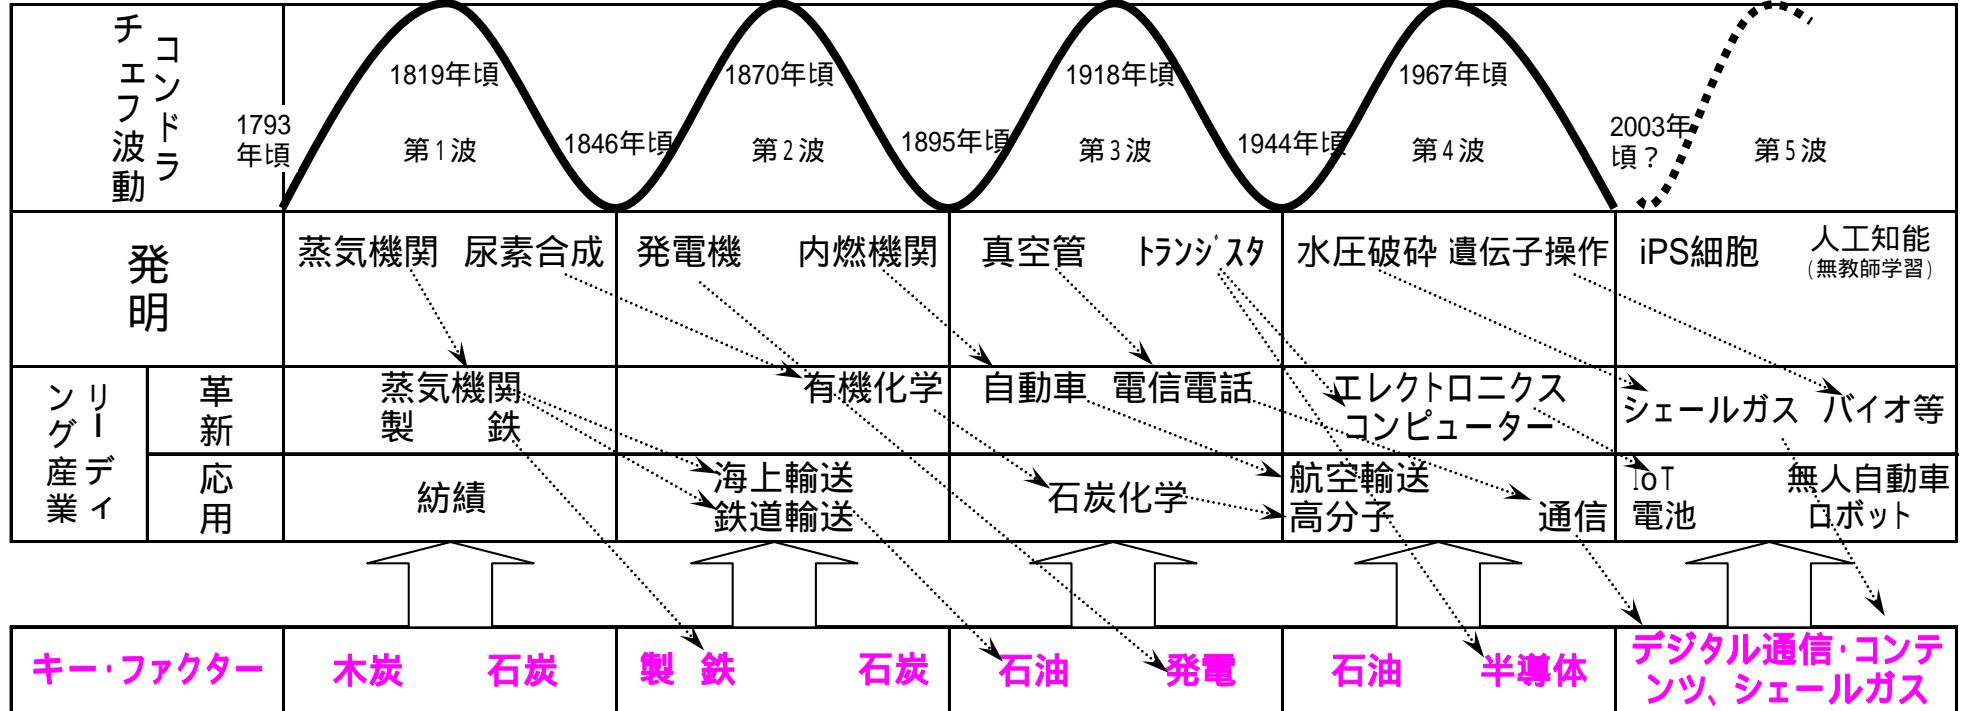 コンドラ
チェフ波動
1793
年頃
1819年頃
第1波
1846年頃
1870年頃
第2波
1895年頃
1918年頃
第3波
1944年頃
1967年頃
第4波
2003年
頃？
第5波
発
明
蒸気機関 尿素合成
発電機 内燃機関
真空管 トランジスタ
水圧破砕 遺伝子操作
iPS細胞 人工知能
(無教師学習)
リーディ
ング産業
革
新
蒸気機関
製 鉄
有機化学
自動車 電信電話
エレクトロニクス
コンピューター
シェールガス バイオ等
応
用
紡績
海上輸送
鉄道輸送
石炭化学
航空輸送
高分子 通信
IoT
電池
無人自動車
ロボット
キー・ファクター
木炭 石炭
製 鉄 石炭
石油 発電
石油 半導体
デジタル通信・コンテ
ンツ、シェールガス